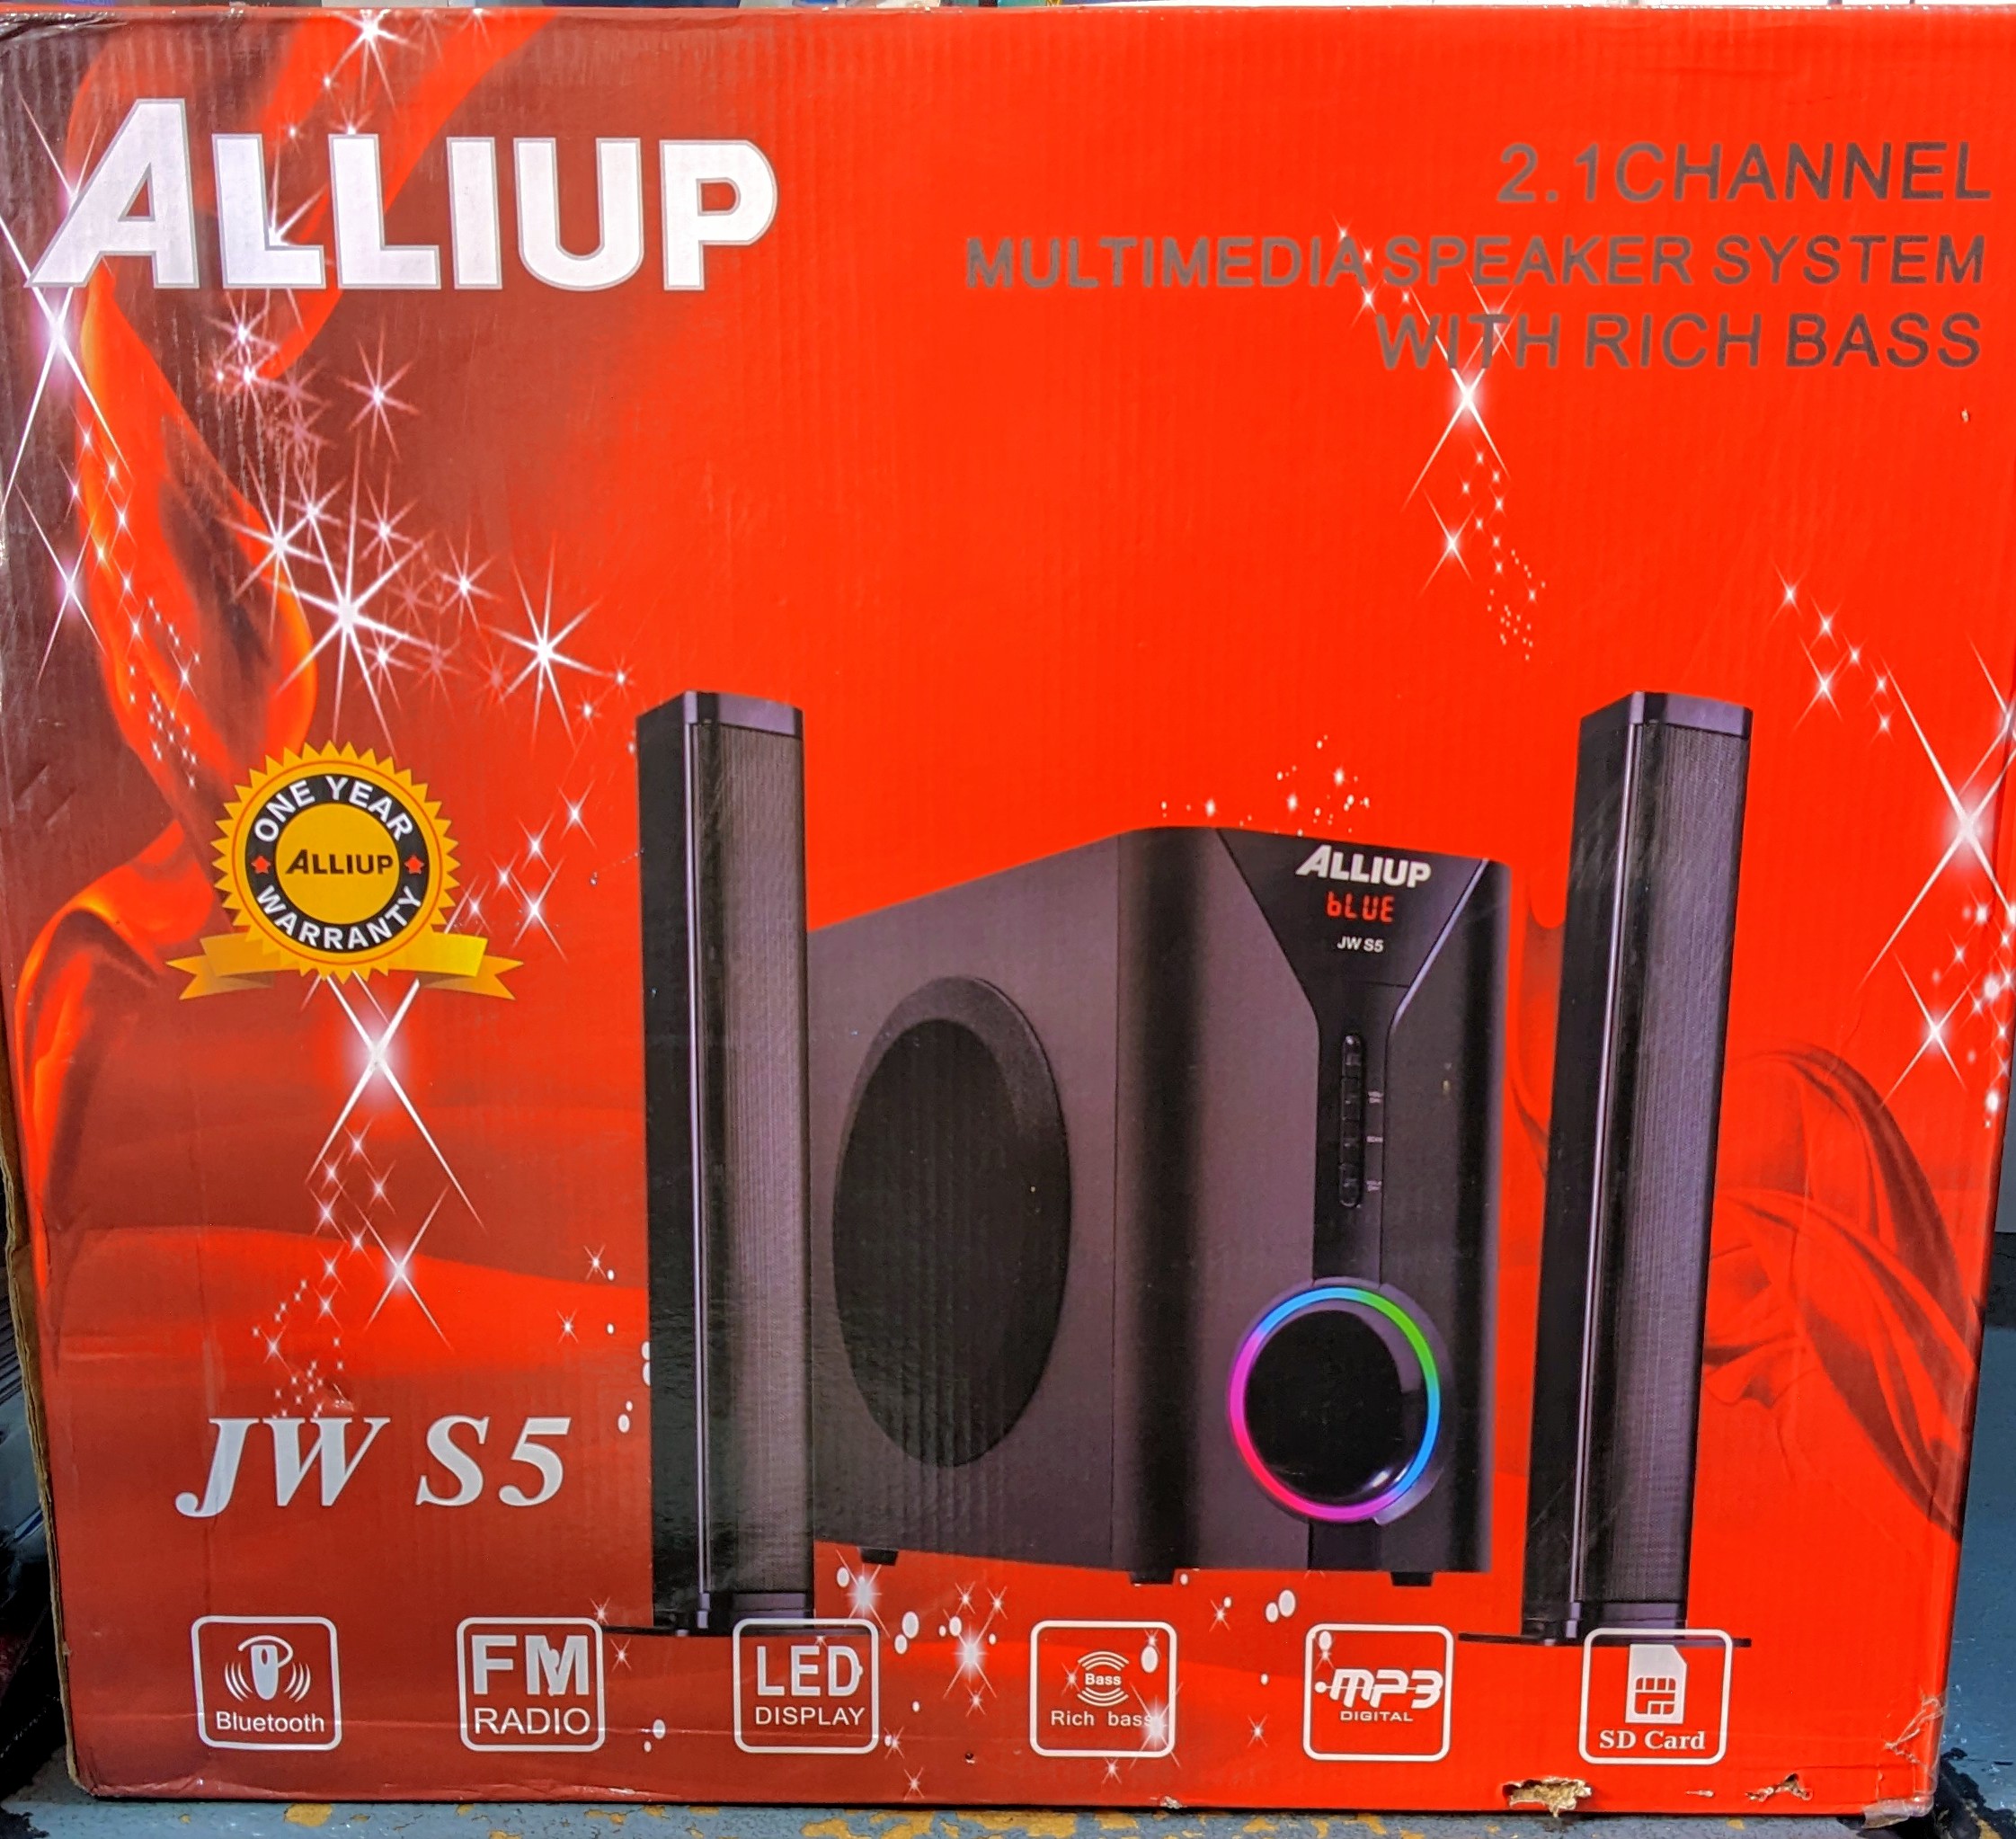 ALLIUP
2.1CHANNEL
MULTIMEDIA SPEAKER SYSTEM
WITH RICH BASS
ONE YEAR
ALLIUP
WARRANTY
ALLIUP
bLUE
JW S5
JW S5
Bluetooth
FM
RADIO
LED
DISPLAY
Bass
Rich bass
MP3
DIGITAL
SD Card